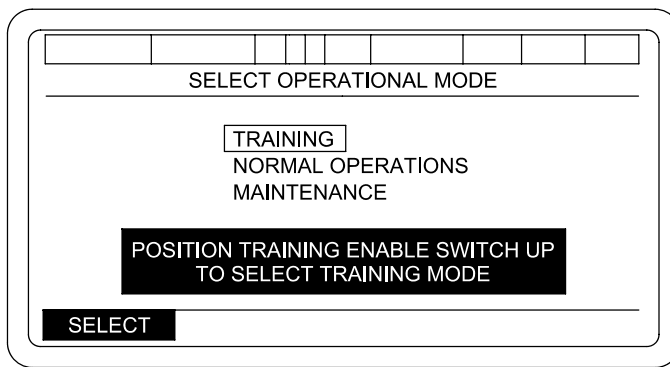 SELECT OPERATIONAL MODE
TRAINING
NORMAL OPERATIONS
MAINTENANCE
POSITION TRAINING ENABLE SWITCH UP
TO SELECT TRAINING MODE
SELECT